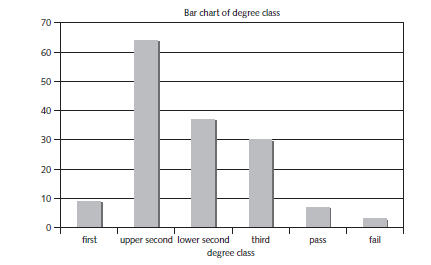 Bar chart of degree class
70
60
50
40
30
20
10
0
first upper second lower second third pass fail
degree class